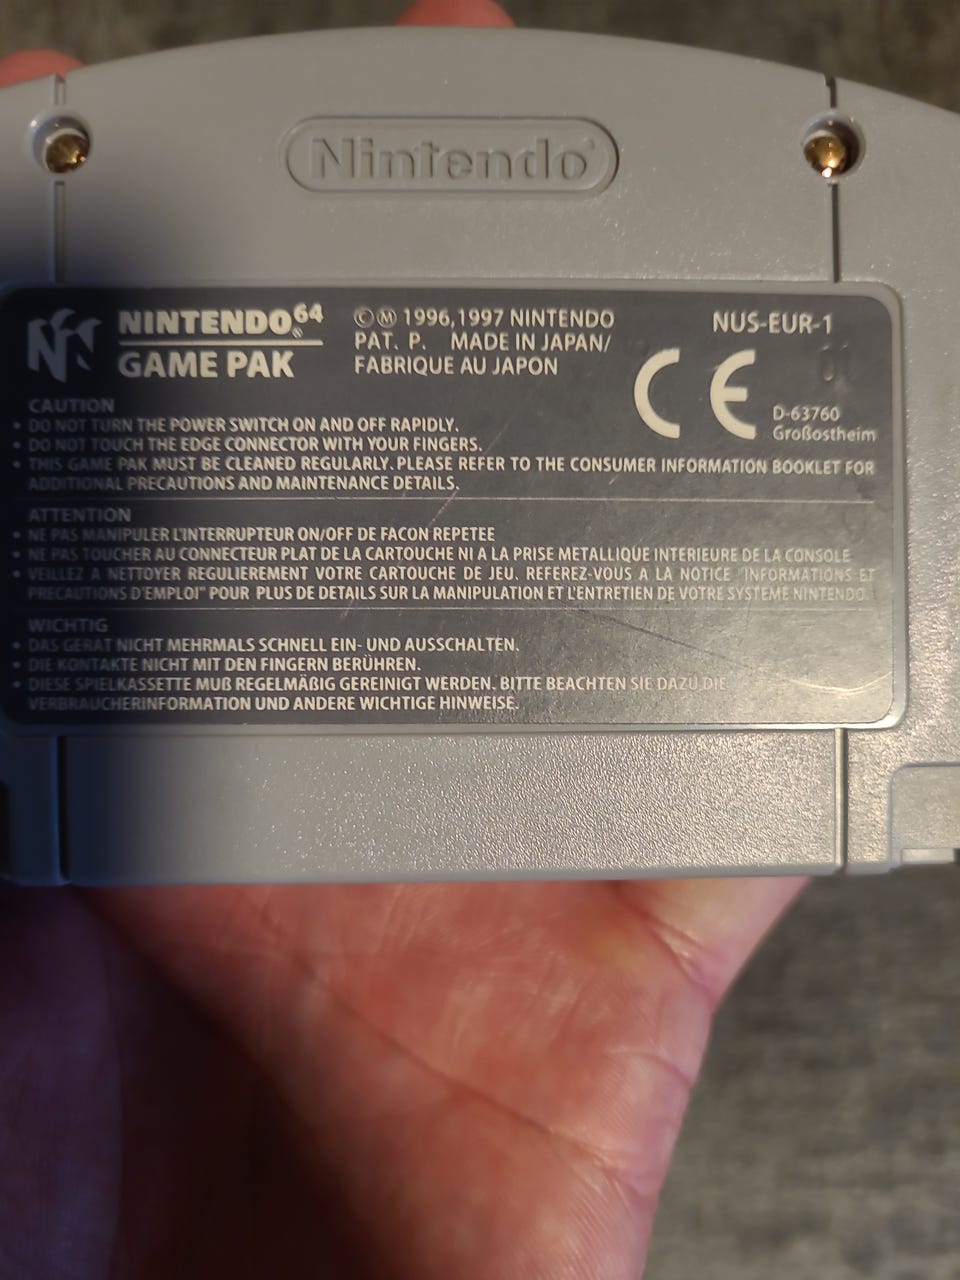 Nintendo
NINTENDO64
GAME PAK
©Ⓜ 1996,1997 NINTENDO
PAT. P. MADE IN JAPAN/
FABRIQUE AU JAPON
NUS-EUR-1
01
CE
D-63760
Großostheim
CAUTION
• DO NOT TURN THE POWER SWITCH ON AND OFF RAPIDLY.
• DO NOT TOUCH THE EDGE CONNECTOR WITH YOUR FINGERS.
• THIS GAME PAK MUST BE CLEANED REGULARLY. PLEASE REFER TO THE CONSUMER INFORMATION BOOKLET FOR
ADDITIONAL PRECAUTIONS AND MAINTENANCE DETAILS.
ATTENTION
• NE PAS MANIPULER L'INTERRUPTEUR ON/OFF DE FACON REPETEE
• NE PAS TOUCHER AU CONNECTEUR PLAT DE LA CARTOUCHE NI A LA PRISE METALLIQUE INTERIEURE DE LA CONSOLE
• VEILLEZ A NETTOYER REGULIEREMENT VOTRE CARTOUCHE DE JEU. REFEREZ-VOUS A LA NOTICE "INFORMATIONS ET
PRECAUTIONS D'EMPLOI" POUR PLUS DE DETAILS SUR LA MANIPULATION ET L'ENTRETIEN DE VOTRE SYSTEME NINTENDO
WICHTIG
• DAS GERÄT NICHT MEHRMALS SCHNELL EIN- UND AUSSCHALTEN.
• DIE KONTAKTE NICHT MIT DEN FINGERN BERÜHREN.
• DIESE SPIELKASSETTE MUß REGELMÄßIG GEREINIGT WERDEN. BITTE BEACHTEN SIE DAZU DIE
VERBRAUCHERINFORMATION UND ANDERE WICHTIGE HINWEISE.